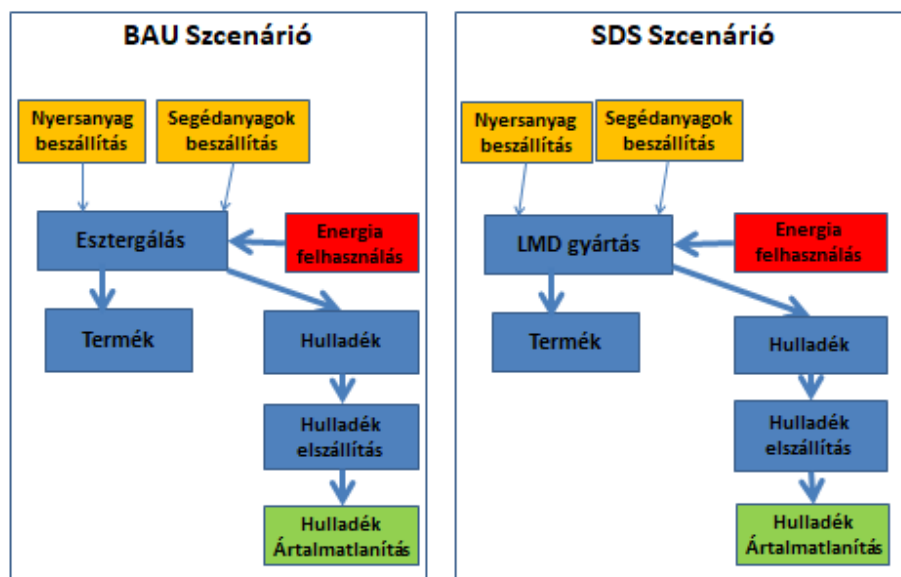 BAU Szcenárió
Nyersanyag
beszállítás
Segédanyagok
beszállítás
Esztergálás
Energia
felhasználás
Termék
Hulladék
Hulladék
elszállítás
Hulladék
Ártalmatlanítás
SDS Szcenárió
Nyersanyag
beszállítás
Segédanyagok
beszállítás
LMD gyártás
Energia
felhasználás
Termék
Hulladék
Hulladék
elszállítás
Hulladék
Ártalmatlanítás